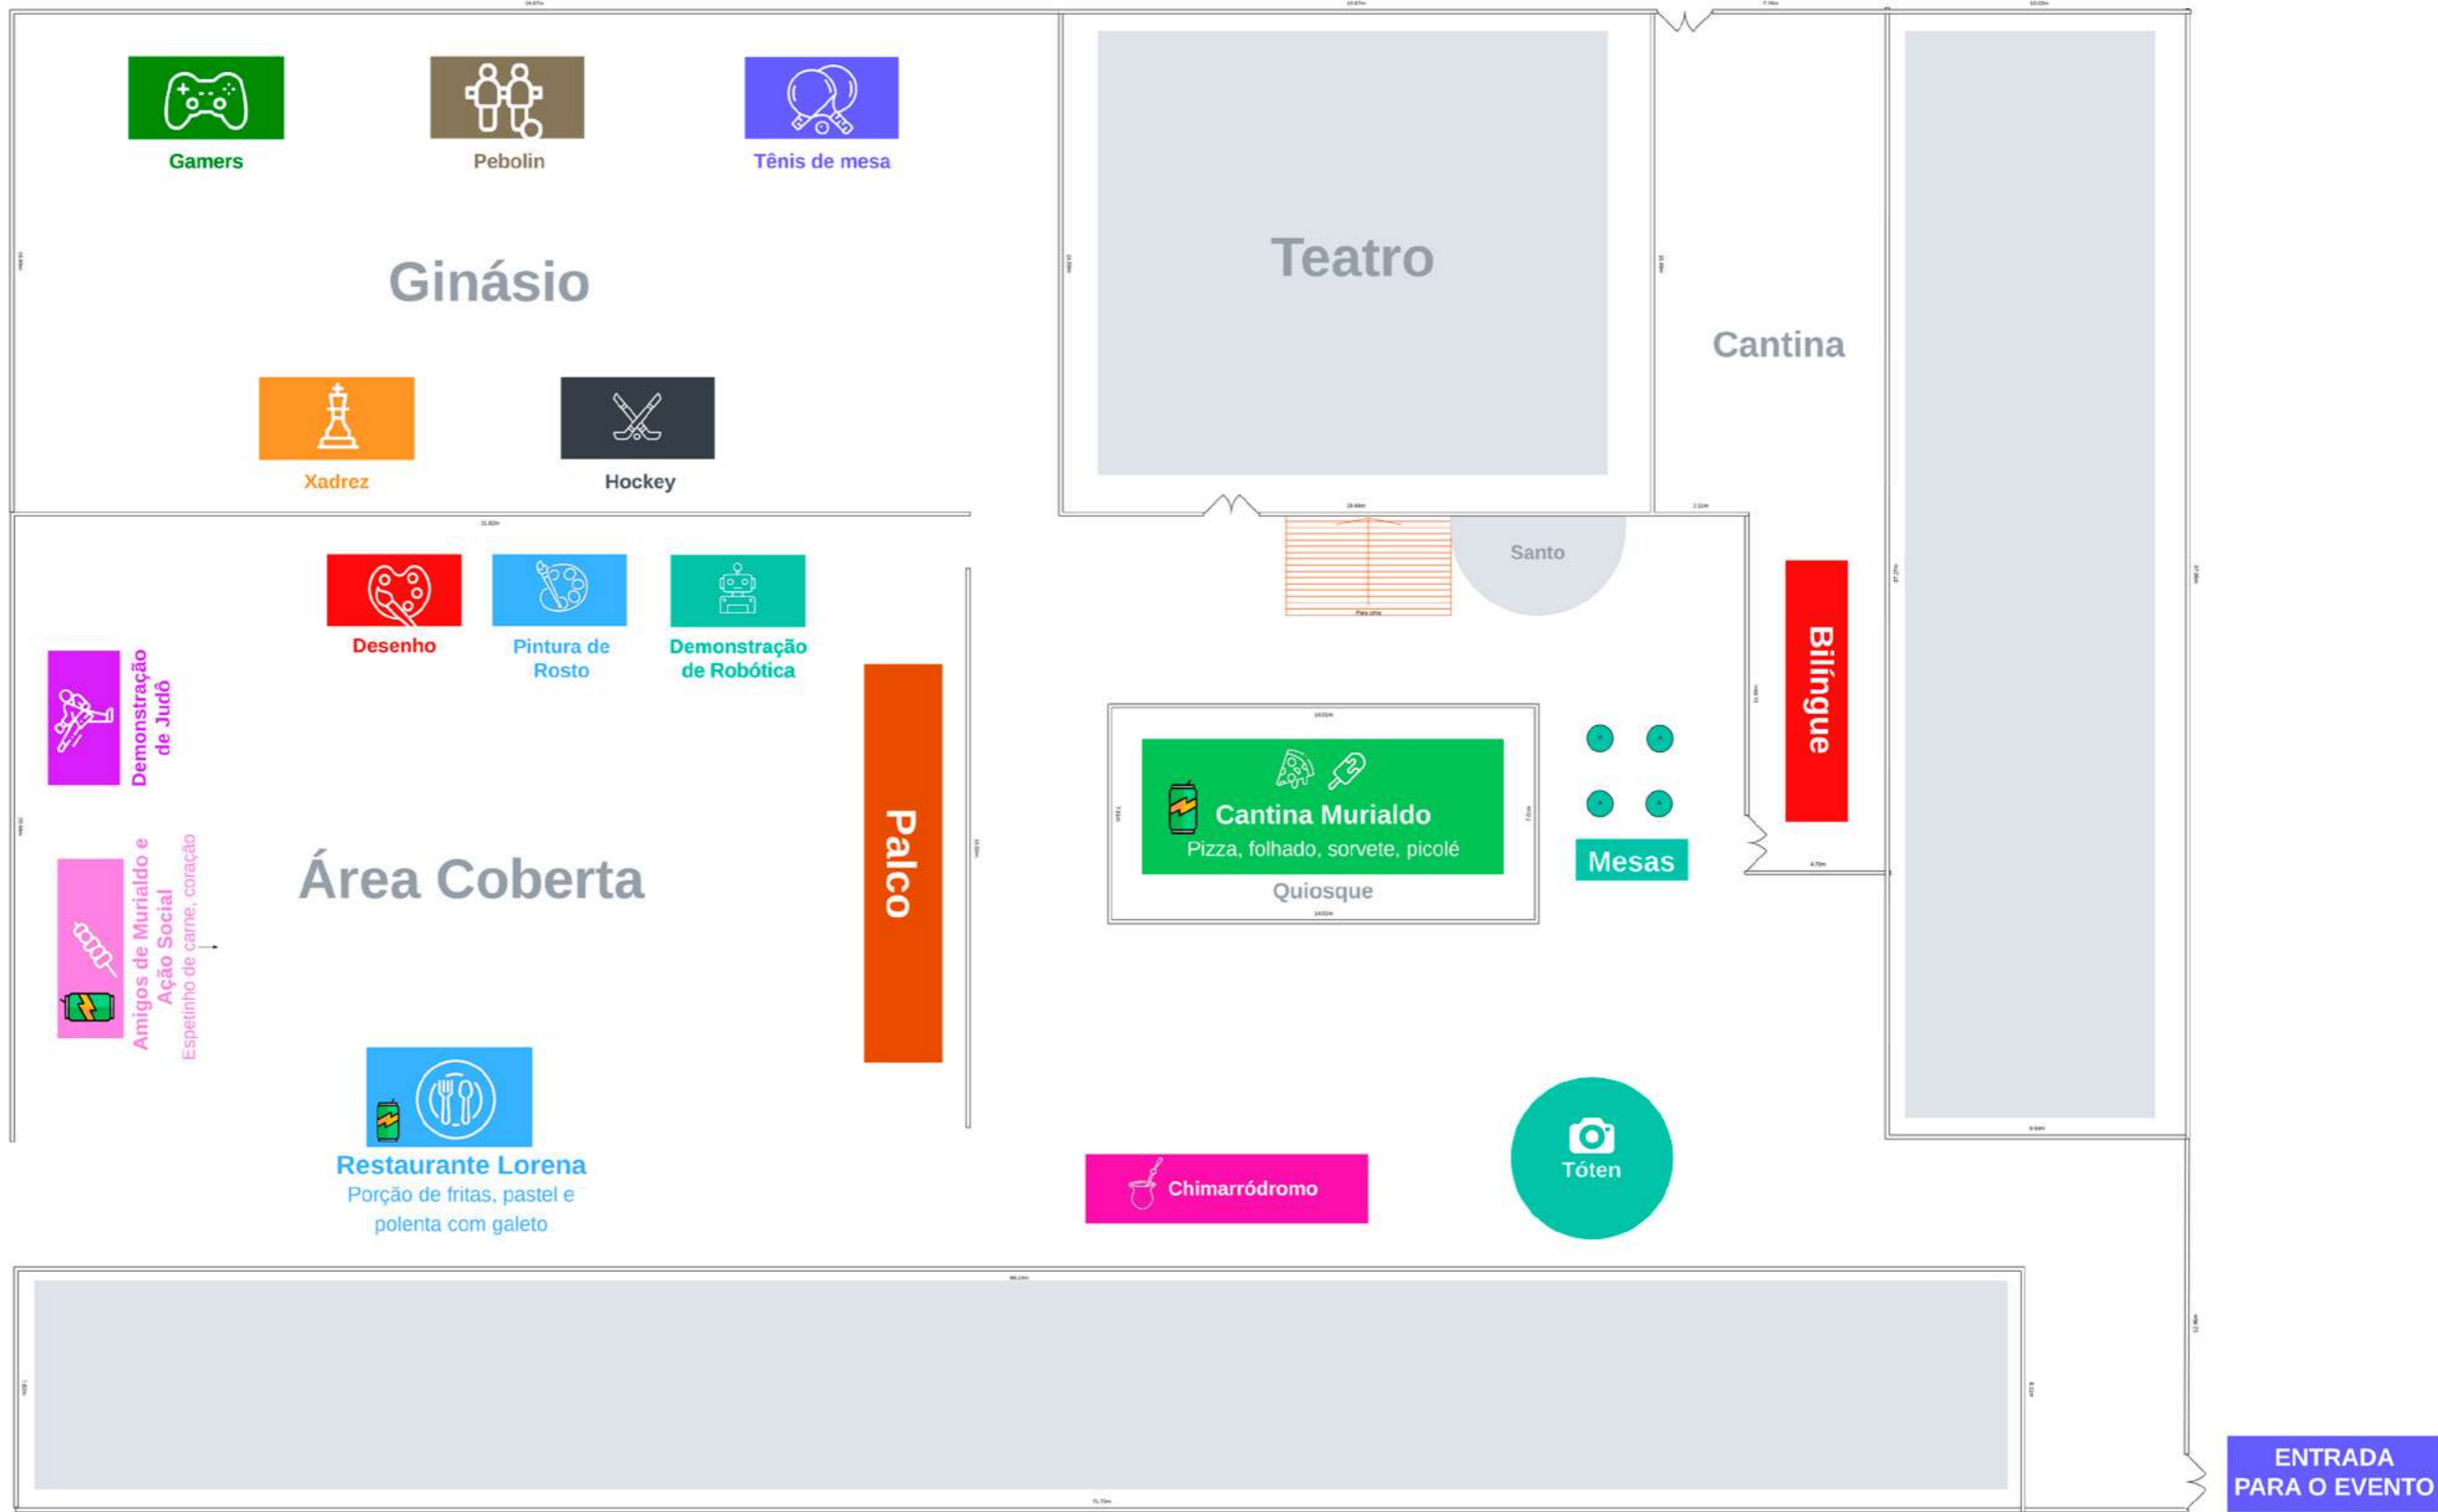 Gamers
Pebolin
Tênis de mesa
Ginásio
Teatro
Cantina
Xadrez
Hockey
Santo
Para cima
Desenho
Pintura de
Rosto
Demonstração
de Robótica
Demonstração
de Judô
Amigos de Murialdo e
Ação Social
Espetinho de carne, coração
Área Coberta
Palco
Cantina Murialdo
Pizza, folhado, sorvete, picolé
Quiosque
Mesas
Bilíngue
Restaurante Lorena
Porção de fritas, pastel e
polenta com galeto
Chimarródromo
Tóten
ENTRADA
PARA O EVENTO